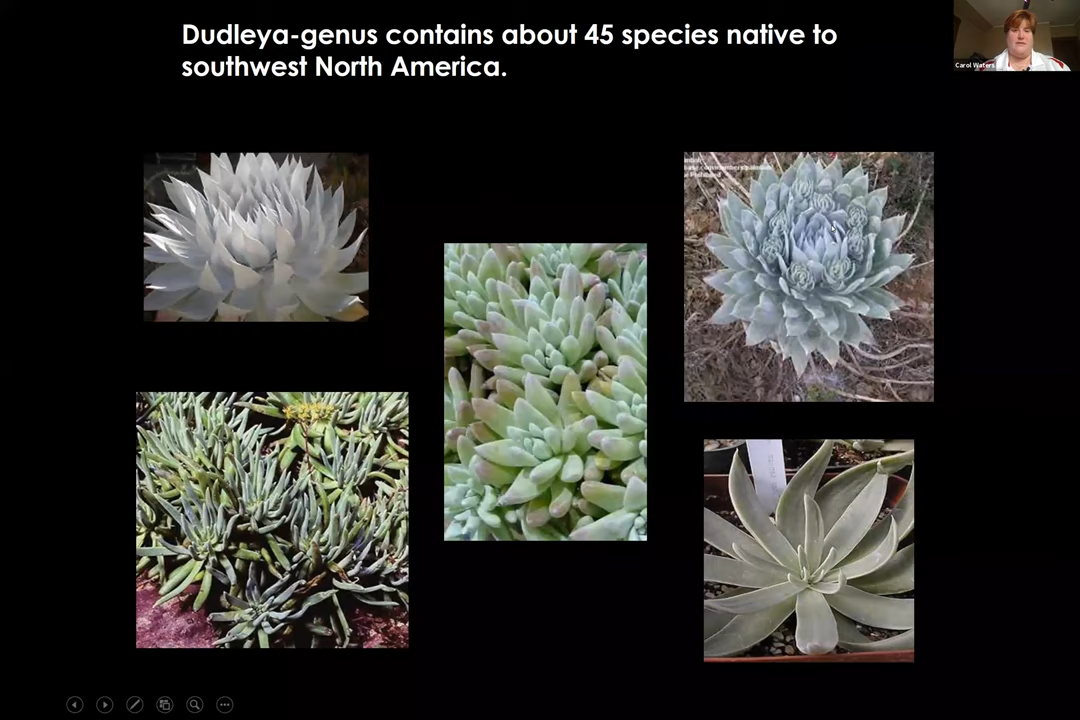 Dudleya-genus contains about 45 species native to
southwest North America.
Carol Waters